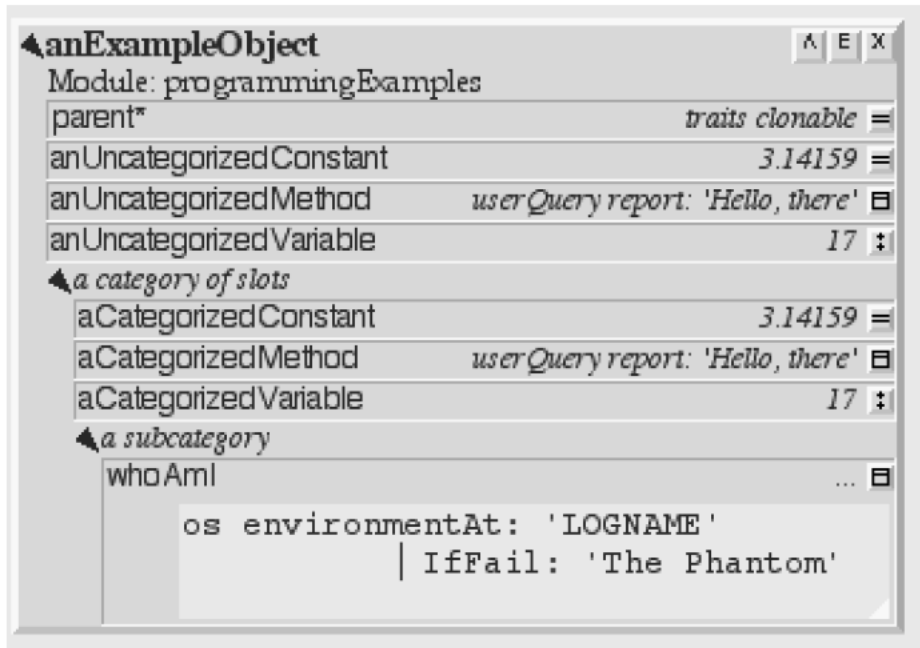 anExampleObject Λ E X
Module: programmingExamples
parent* traits clonable =
anUncategorizedConstant 3.14159 =
anUncategorizedMethod userQuery report: 'Hello, there'
anUncategorizedVariable 17 :
a category of slots
aCategorizedConstant 3.14159 =
aCategorizedMethod userQuery report: 'Hello, there'
aCategorizedVariable 17 :
a subcategory
whoAmI ...
os environmentAt: 'LOGNAME'
| IfFail: 'The Phantom'